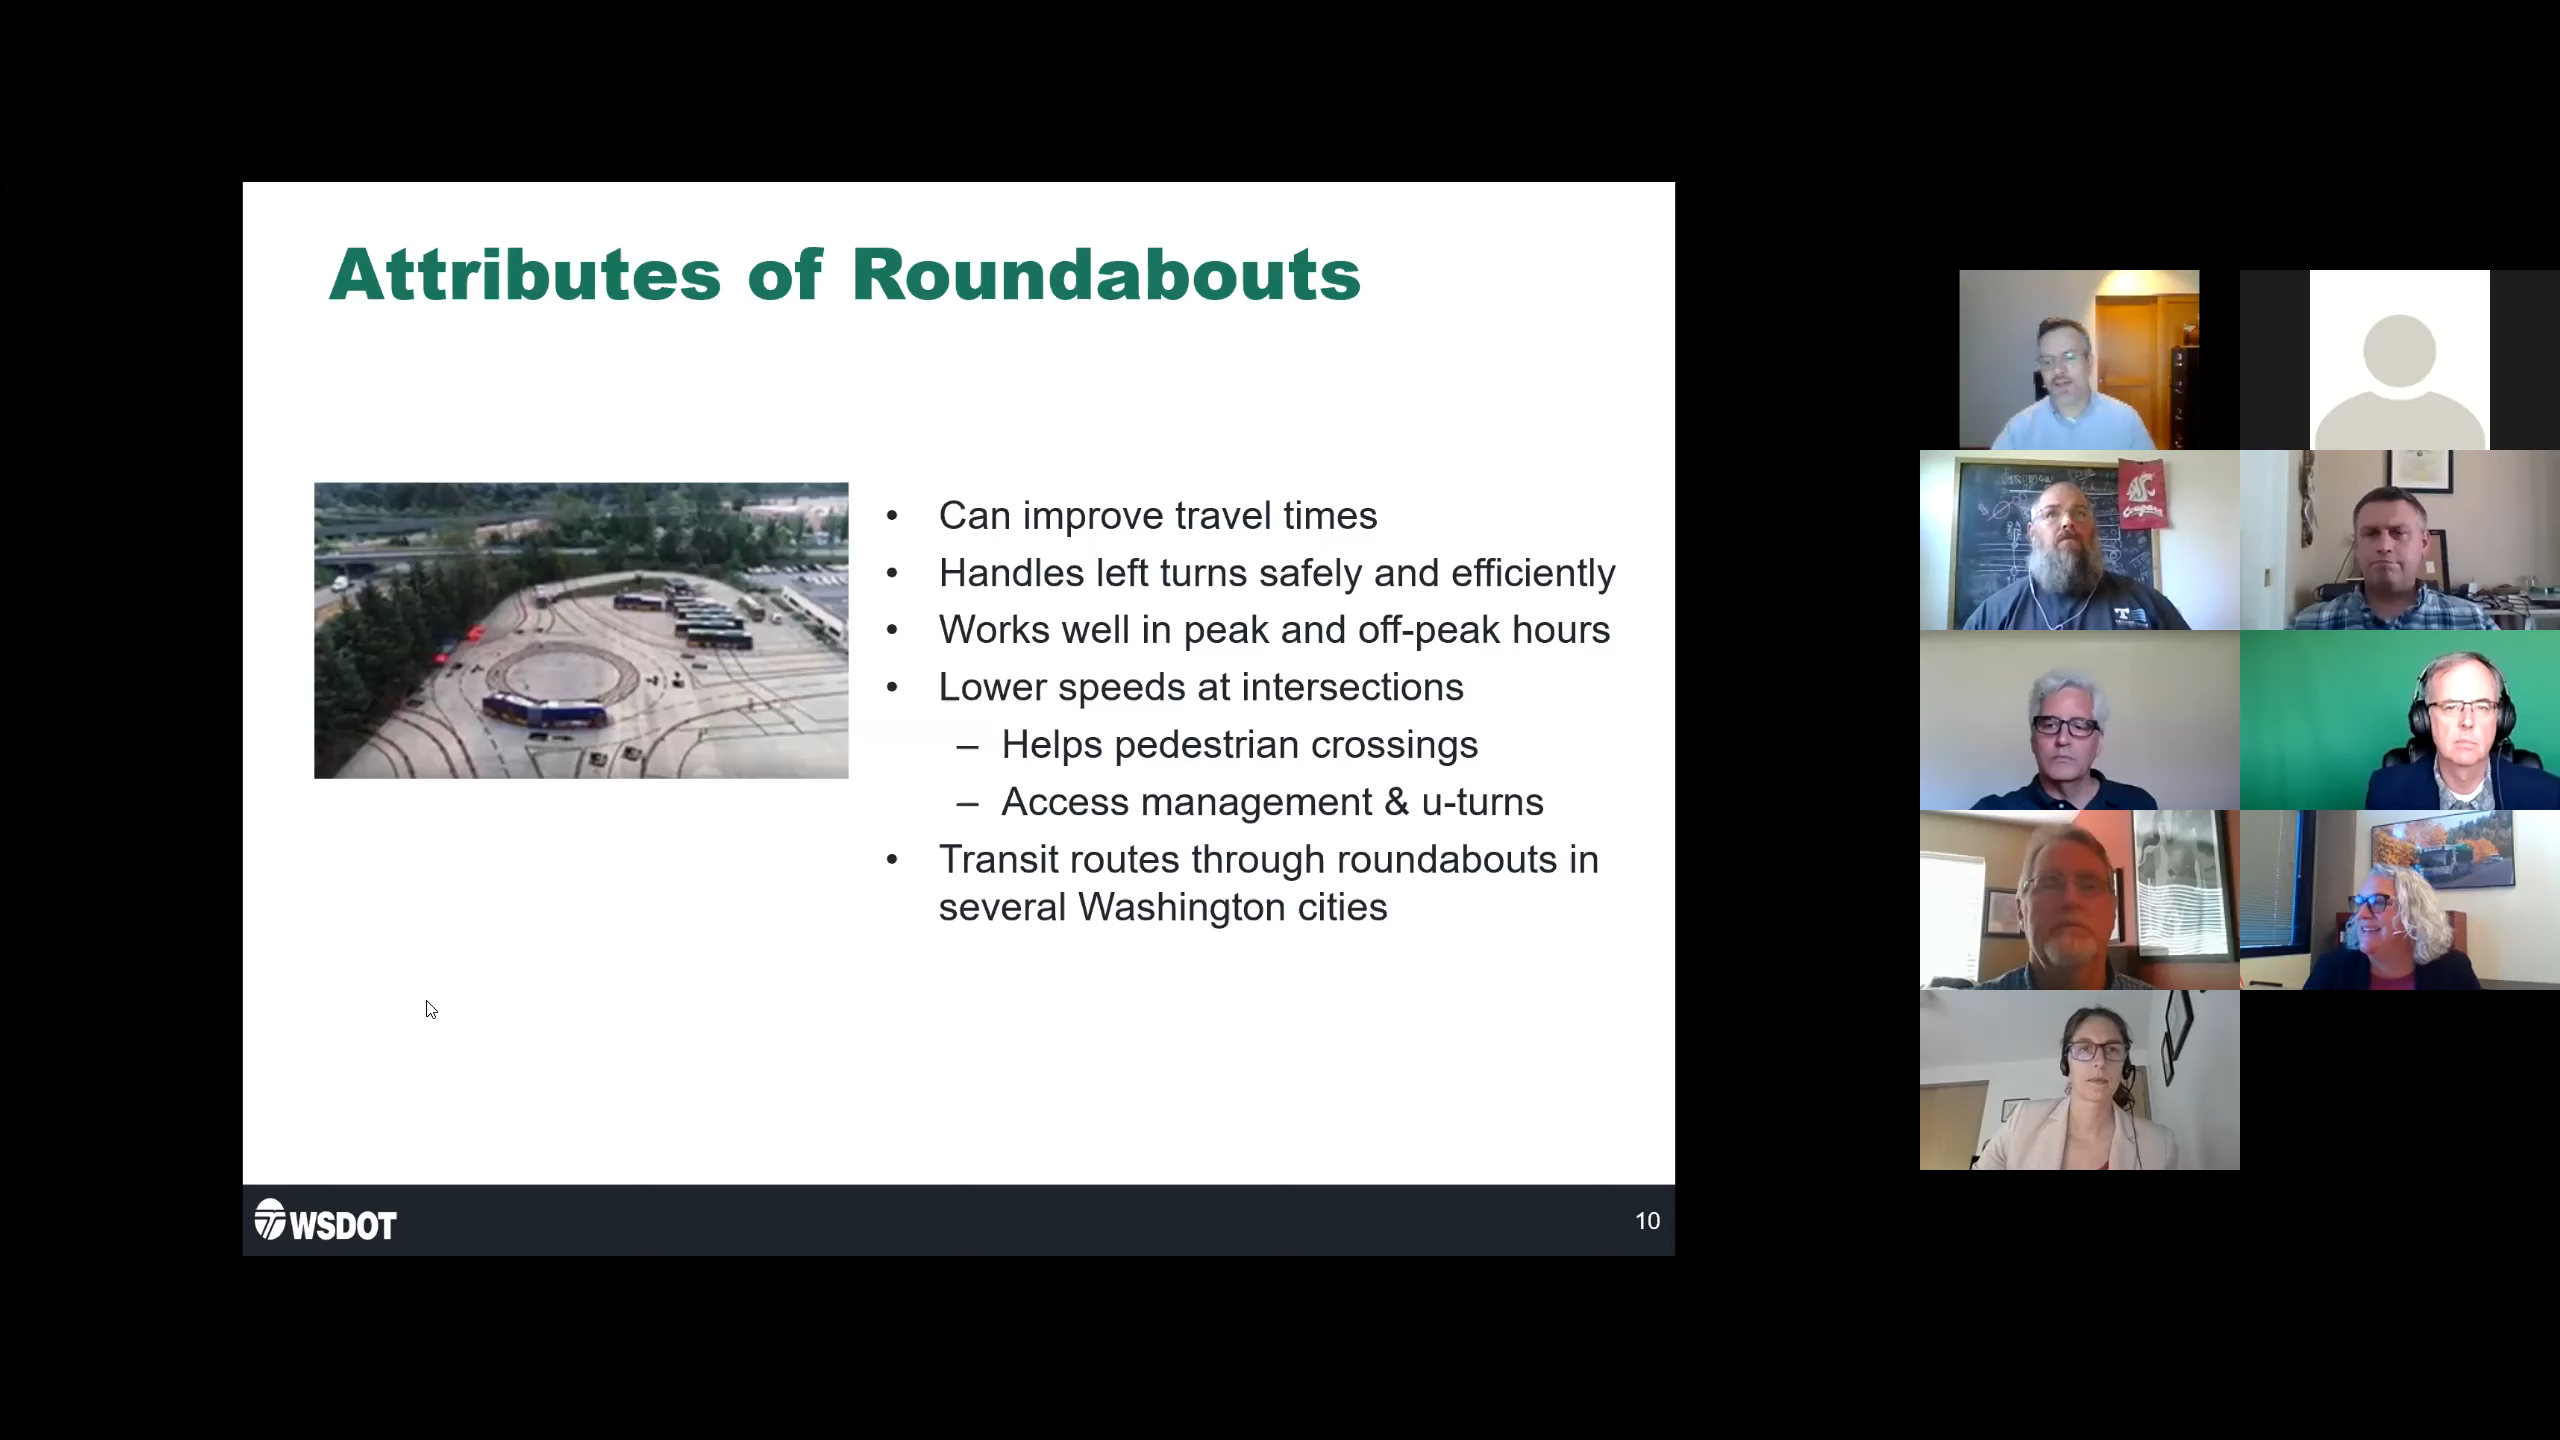 Attributes of Roundabouts
• Can improve travel times
• Handles left turns safely and efficiently
• Works well in peak and off-peak hours
• Lower speeds at intersections
– Helps pedestrian crossings
– Access management & u-turns
• Transit routes through roundabouts in
several Washington cities
WSDOT
10
Cougars